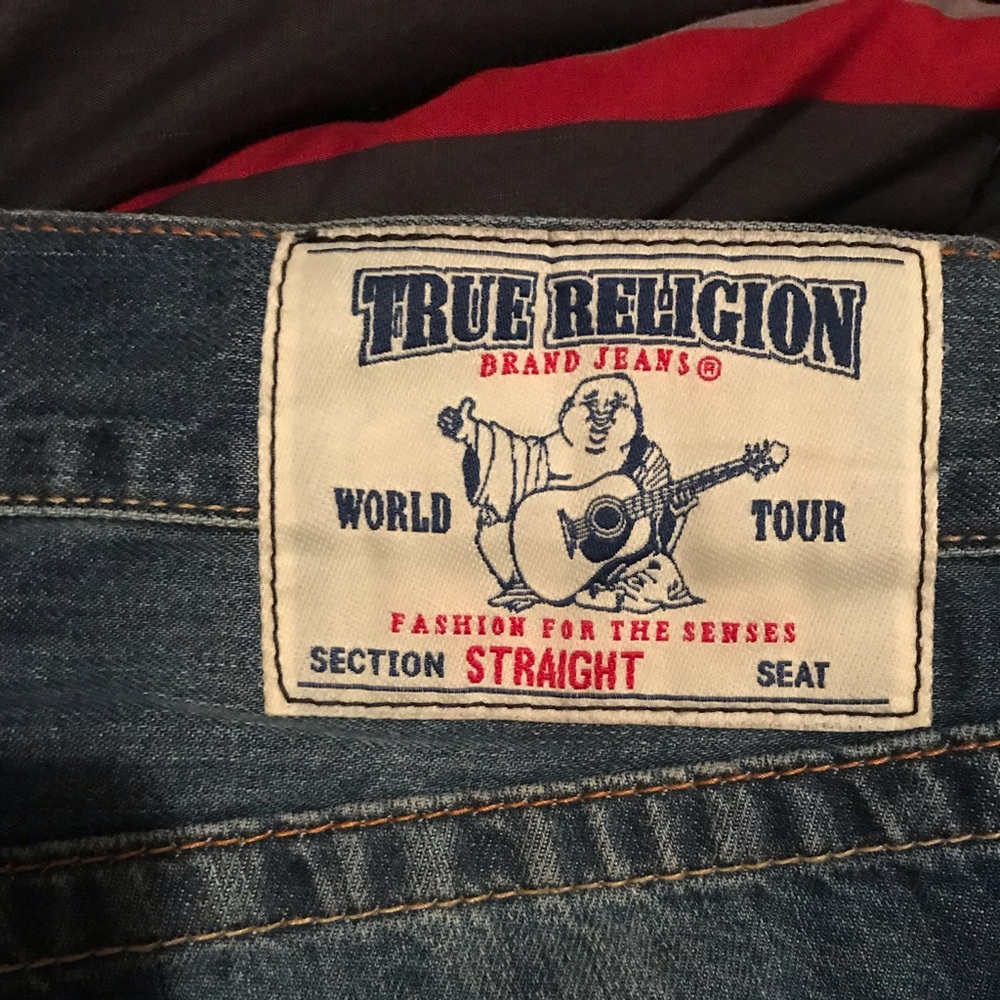 TRUE RELIGION
BRAND JEANS®
WORLD TOUR
FASHION FOR THE SENSES
SECTION STRAIGHT SEAT